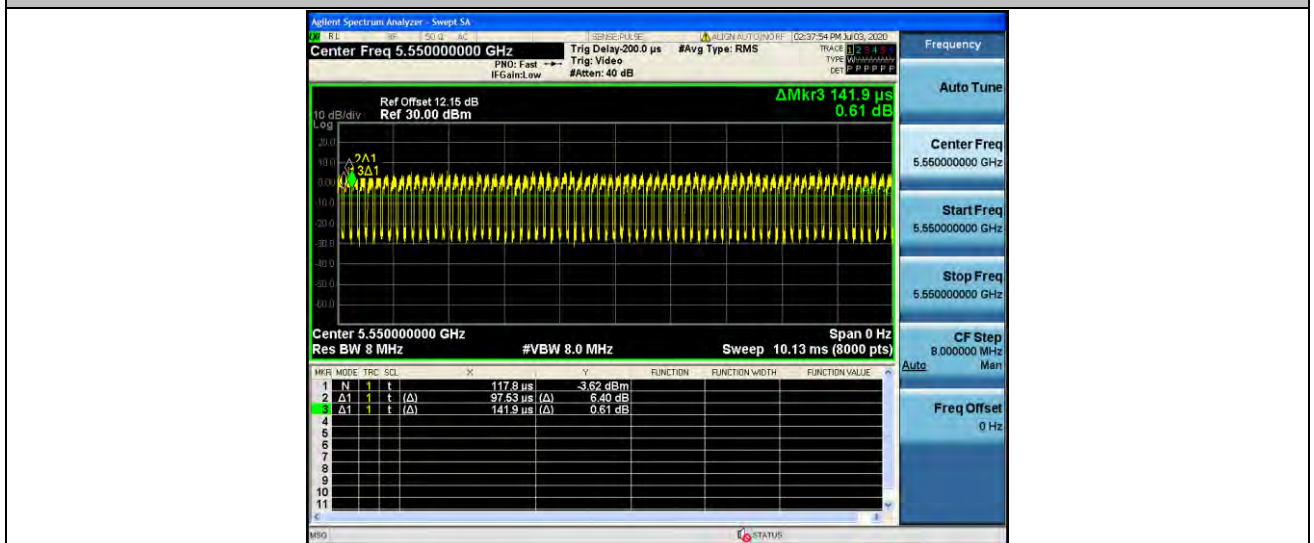 Agilent Spectrum Analyzer - Swept SA
RL RF 50 Ω AC SENSE:PULSE ALIGN AUTO/NO RF 02:37:54 PM Jul 03, 2020
Center Freq 5.550000000 GHz
PNO: Fast
IFGain:Low
Trig Delay-200.0 µs
Trig: Video
#Atten: 40 dB
#Avg Type: RMS
TRACE 1 2 3 4 5 6
TYPE W
DET P P P P P P
ΔMkr3 141.9 µs
0.61 dB
Ref Offset 12.15 dB
10 dB/div Ref 30.00 dBm
Log
20.0
10.0
0.00
-10.0
-20.0
-30.0
-40.0
-50.0
-60.0
2Δ1
3Δ1
Center 5.550000000 GHz Span 0 Hz
Res BW 8 MHz #VBW 8.0 MHz Sweep 10.13 ms (8000 pts)
MKR MODE TRC SCL X Y FUNCTION FUNCTION WIDTH FUNCTION VALUE
1 N 1 t 117.8 µs -3.62 dBm
2 Δ1 1 t (Δ) 97.53 µs (Δ) 6.40 dB
3 Δ1 1 t (Δ) 141.9 µs (Δ) 0.61 dB
4
5
6
7
8
9
10
11
MSG STATUS
Frequency
Auto Tune
Center Freq
5.550000000 GHz
Start Freq
5.550000000 GHz
Stop Freq
5.550000000 GHz
CF Step
8.000000 MHz
Auto Man
Freq Offset
0 Hz